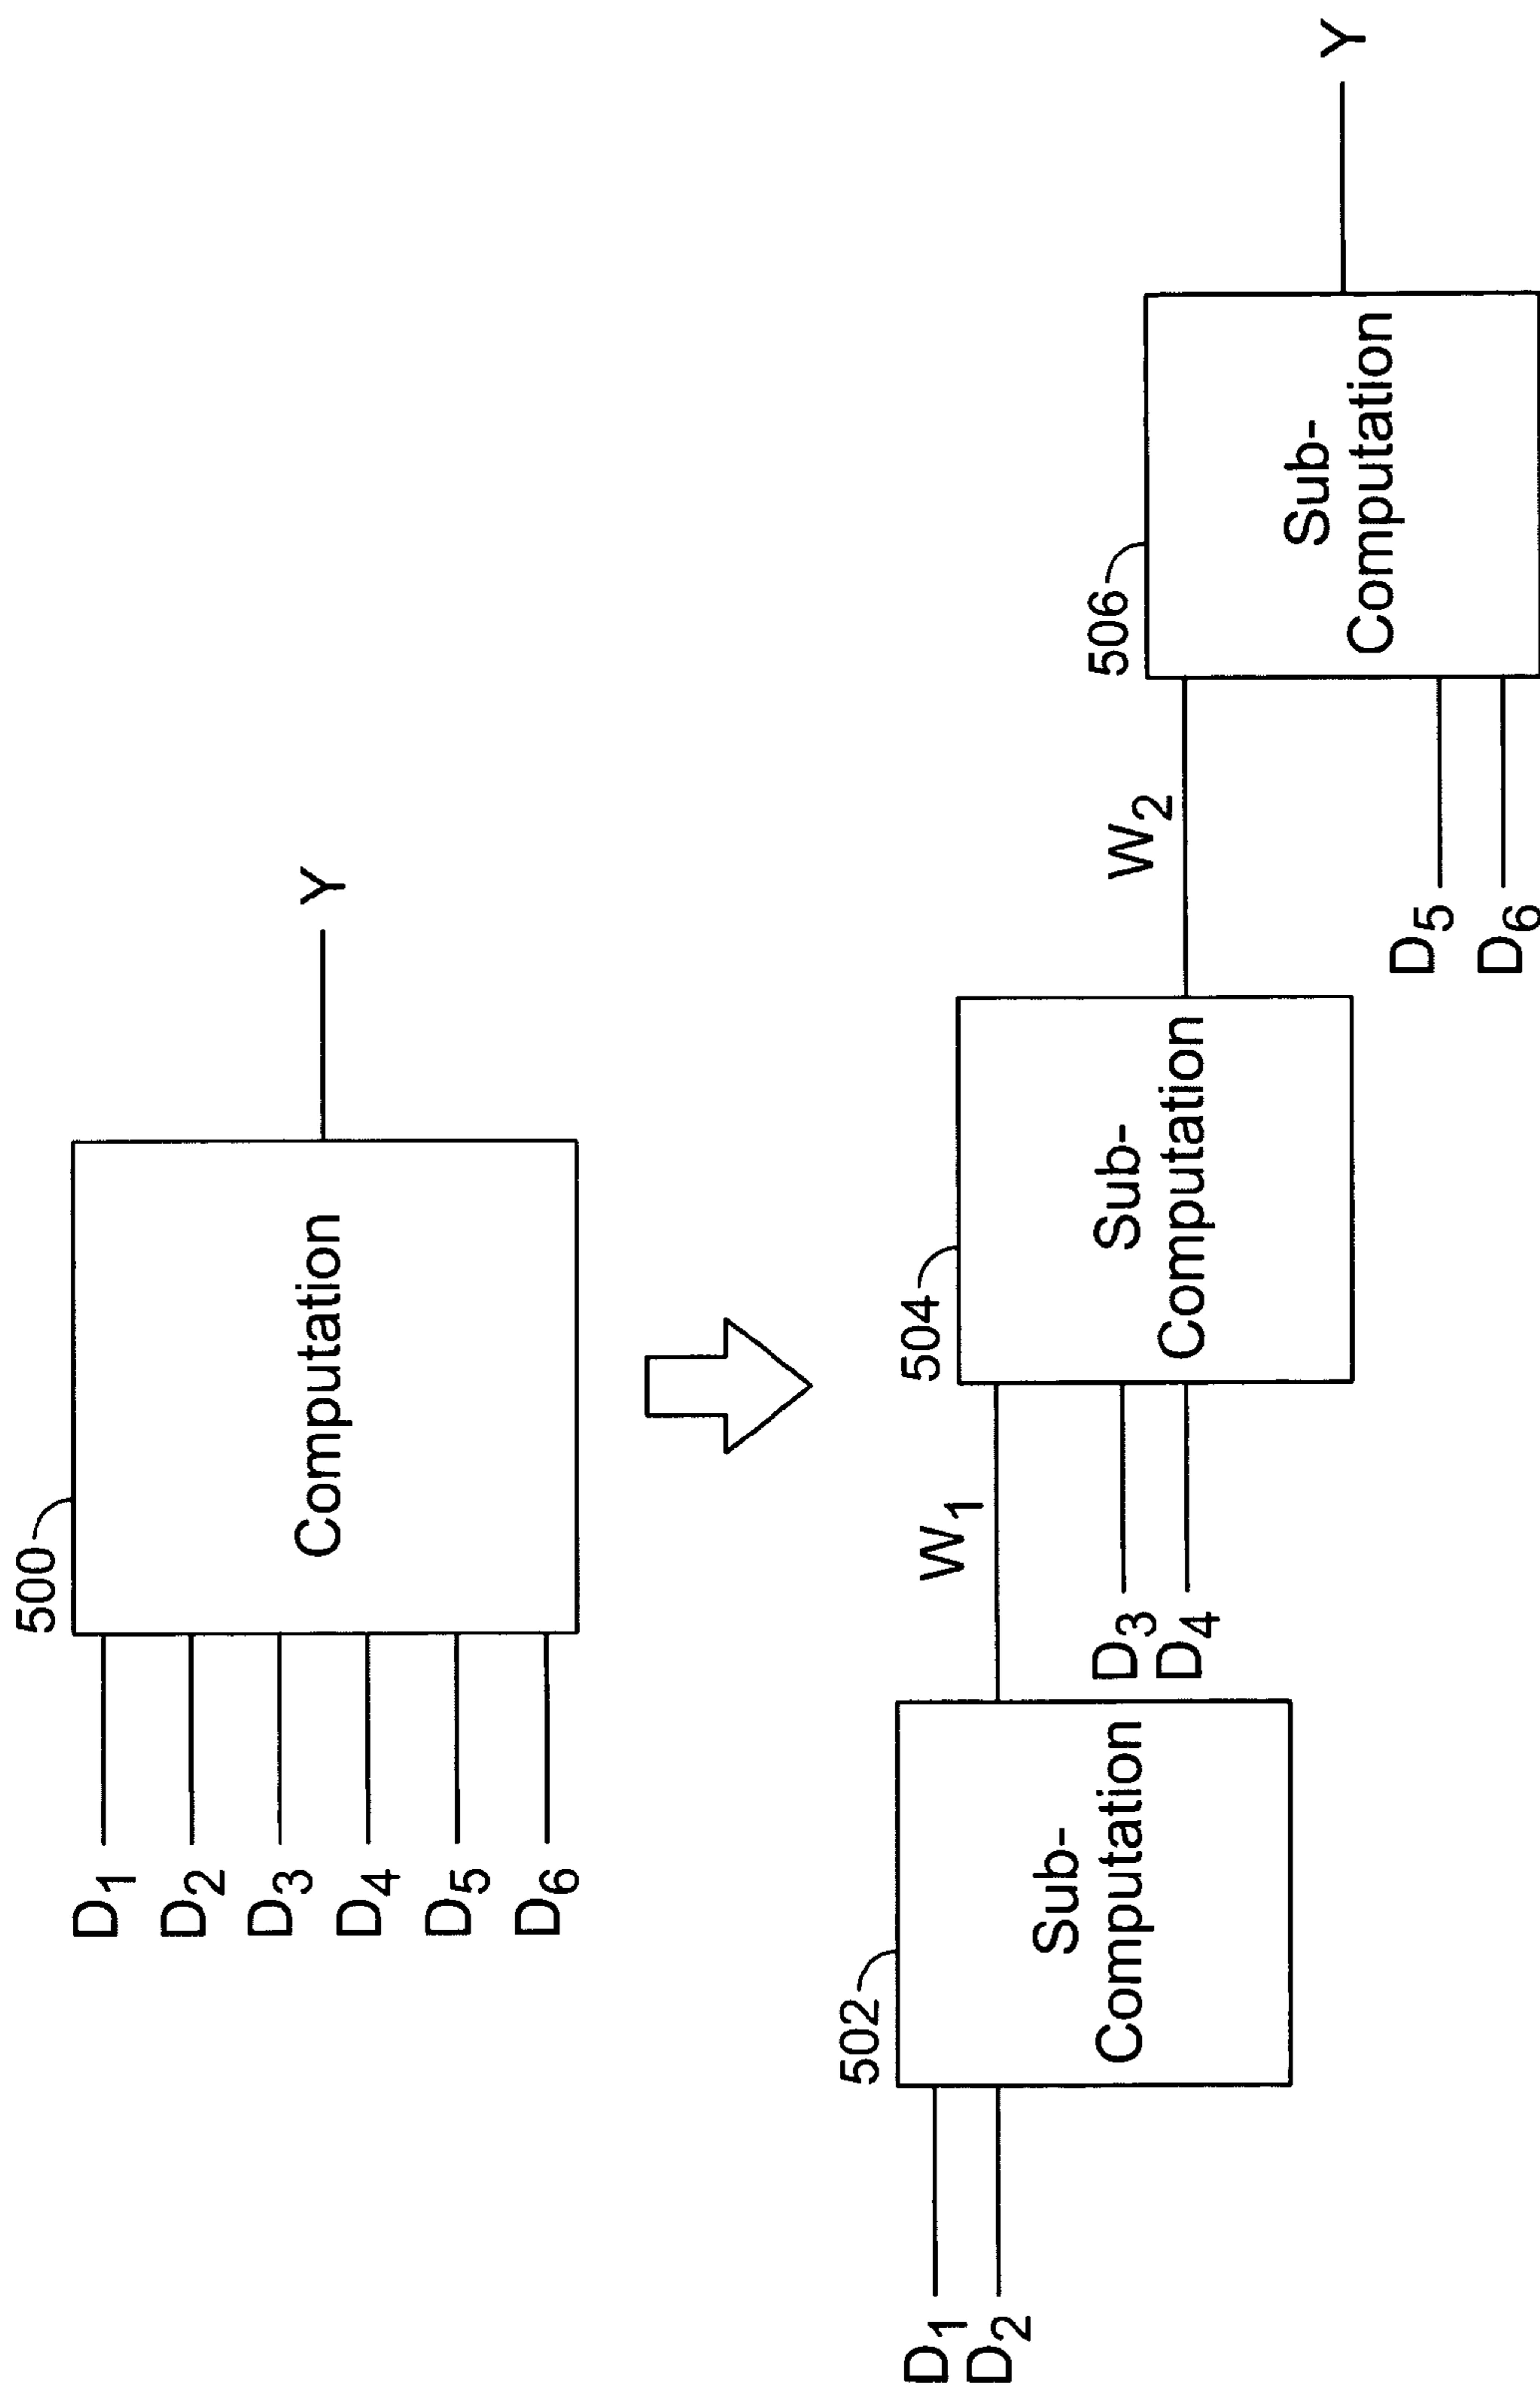 500
D1
D2
D3
D4
D5
D6
Computation
Y
502
D1
D2
Sub-
Computation
W1
504
D3
D4
Sub-
Computation
W2
506
D5
D6
Sub-
Computation
Y